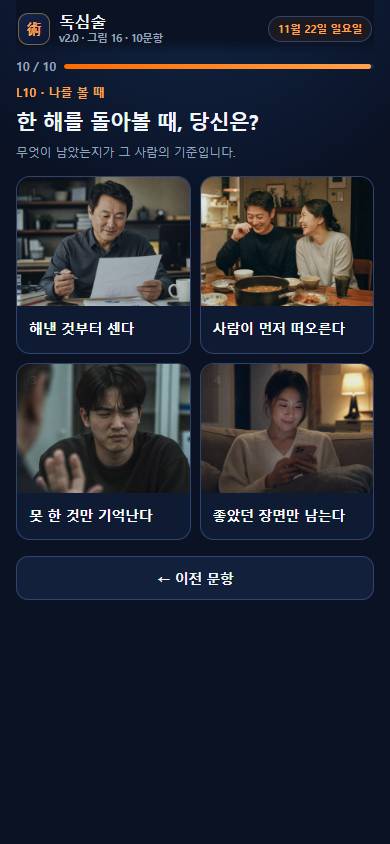 術
독심술
v2.0 · 그림 16 · 10문항
11월 22일 일요일
10 / 10
L10 · 나를 볼 때
한 해를 돌아볼 때, 당신은?
무엇이 남았는지가 그 사람의 기준입니다.
해낸 것부터 센다
사람이 먼저 떠오른다
못 한 것만 기억난다
좋았던 장면만 남는다
← 이전 문항